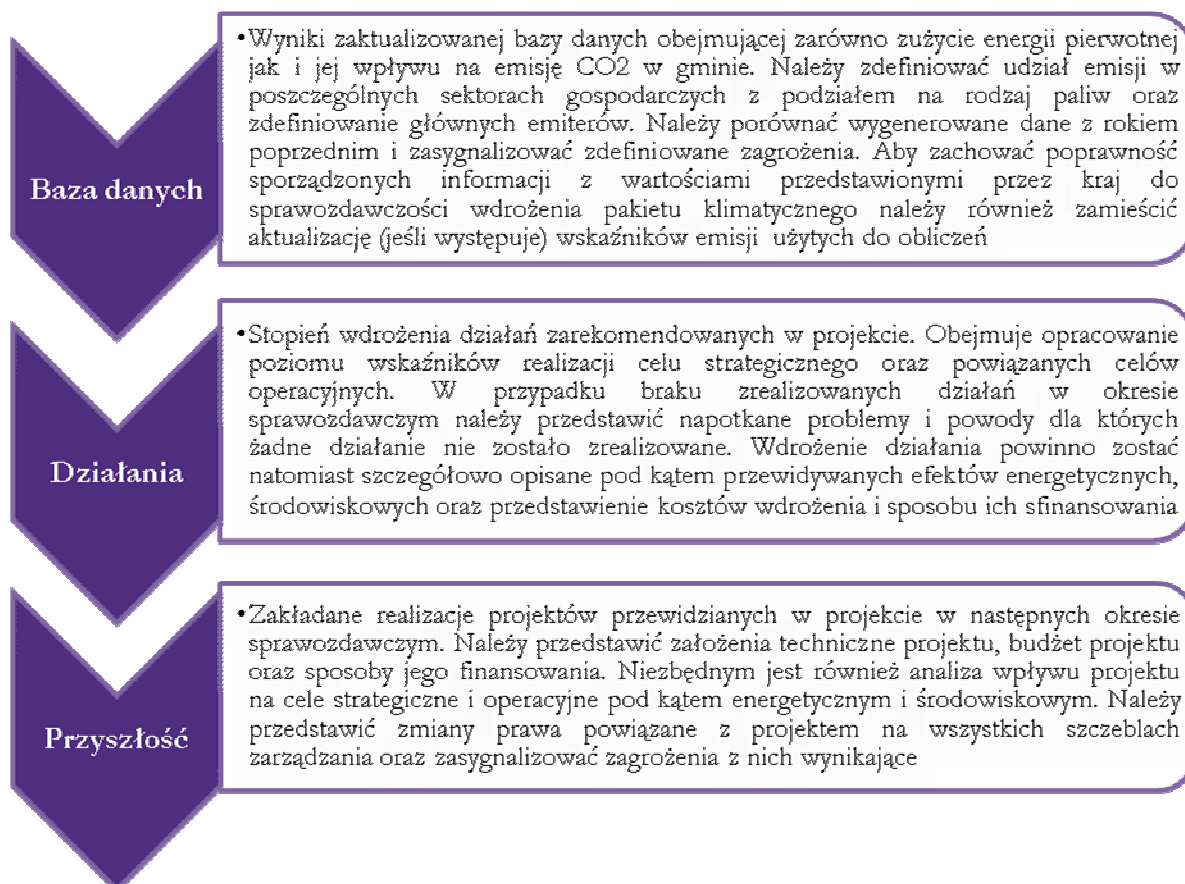 Baza danych
•Wyniki zaktualizowanej bazy danych obejmującej zarówno zużycie energii pierwotnej
jak i jej wpływu na emisję CO2 w gminie. Należy zdefiniować udział emisji w
poszczególnych sektorach gospodarczych z podziałem na rodzaj paliw oraz
zdefiniowanie głównych emiterów. Należy porównać wygenerowane dane z rokiem
poprzednim i zasygnalizować zdefiniowane zagrożenia. Aby zachować poprawność
sporządzonych informacji z wartościami przedstawionymi przez kraj do
sprawozdawczości wdrożenia pakietu klimatycznego należy również zamieścić
aktualizację (jeśli występuje) wskaźników emisji użytych do obliczeń
Działania
•Stopień wdrożenia działań zarekomendowanych w projekcie. Obejmuje opracowanie
poziomu wskaźników realizacji celu strategicznego oraz powiązanych celów
operacyjnych. W przypadku braku zrealizowanych działań w okresie
sprawozdawczym należy przedstawić napotkane problemy i powody dla których
żadne działanie nie zostało zrealizowane. Wdrożenie działania powinno zostać
natomiast szczegółowo opisane pod kątem przewidywanych efektów energetycznych,
środowiskowych oraz przedstawienie kosztów wdrożenia i sposobu ich sfinansowania
Przyszłość
•Zakładane realizacje projektów przewidzianych w projekcie w następnych okresie
sprawozdawczym. Należy przedstawić założenia techniczne projektu, budżet projektu
oraz sposoby jego finansowania. Niezbędnym jest również analiza wpływu projektu
na cele strategiczne i operacyjne pod kątem energetycznym i środowiskowym. Należy
przedstawić zmiany prawa powiązane z projektem na wszystkich szczeblach
zarządzania oraz zasygnalizować zagrożenia z nich wynikające